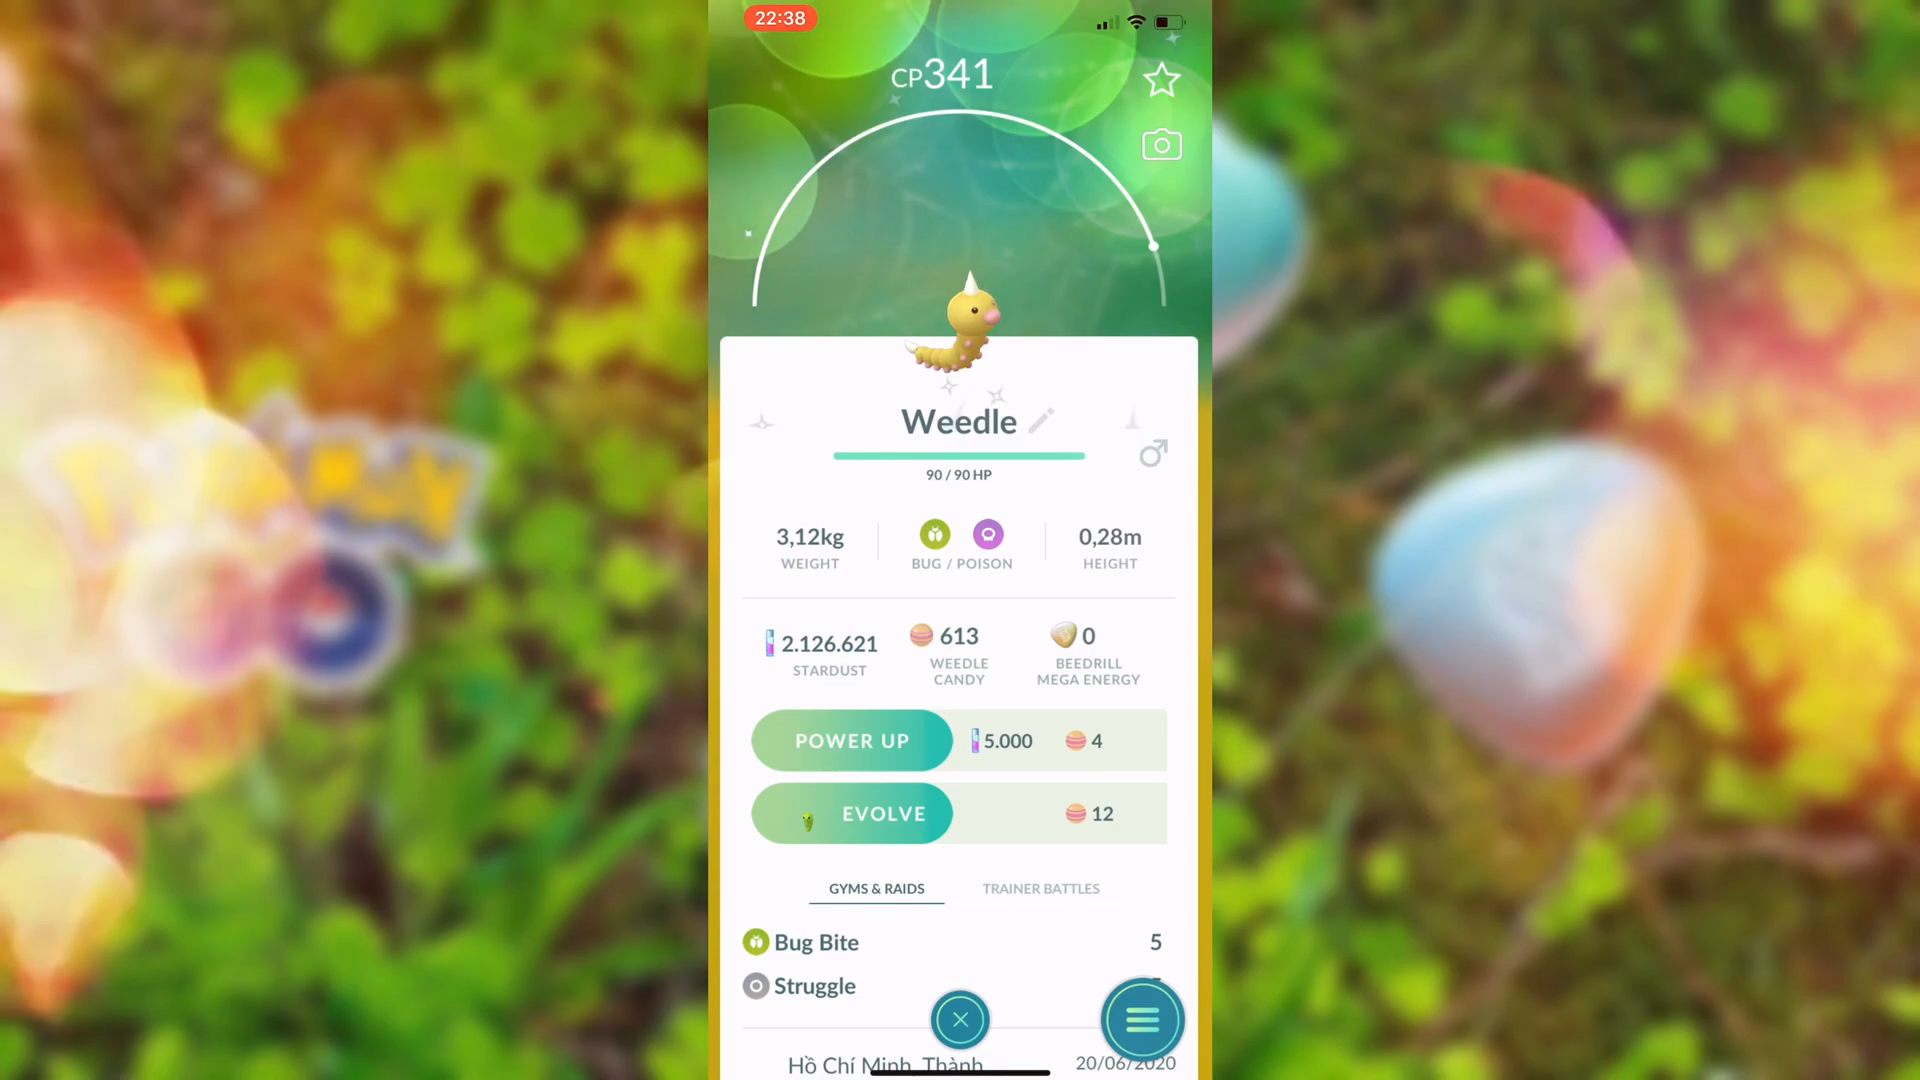 22:38
CP341
Weedle
90 / 90 HP
3,12kg
WEIGHT
BUG / POISON
0,28m
HEIGHT
2.126.621
STARDUST
613
WEEDLE
CANDY
0
BEEDRILL
MEGA ENERGY
POWER UP 5.000 4
EVOLVE 12
GYMS & RAIDS TRAINER BATTLES
Bug Bite 5
Struggle
Hồ Chí Minh, Thành 20/06/2020
GO